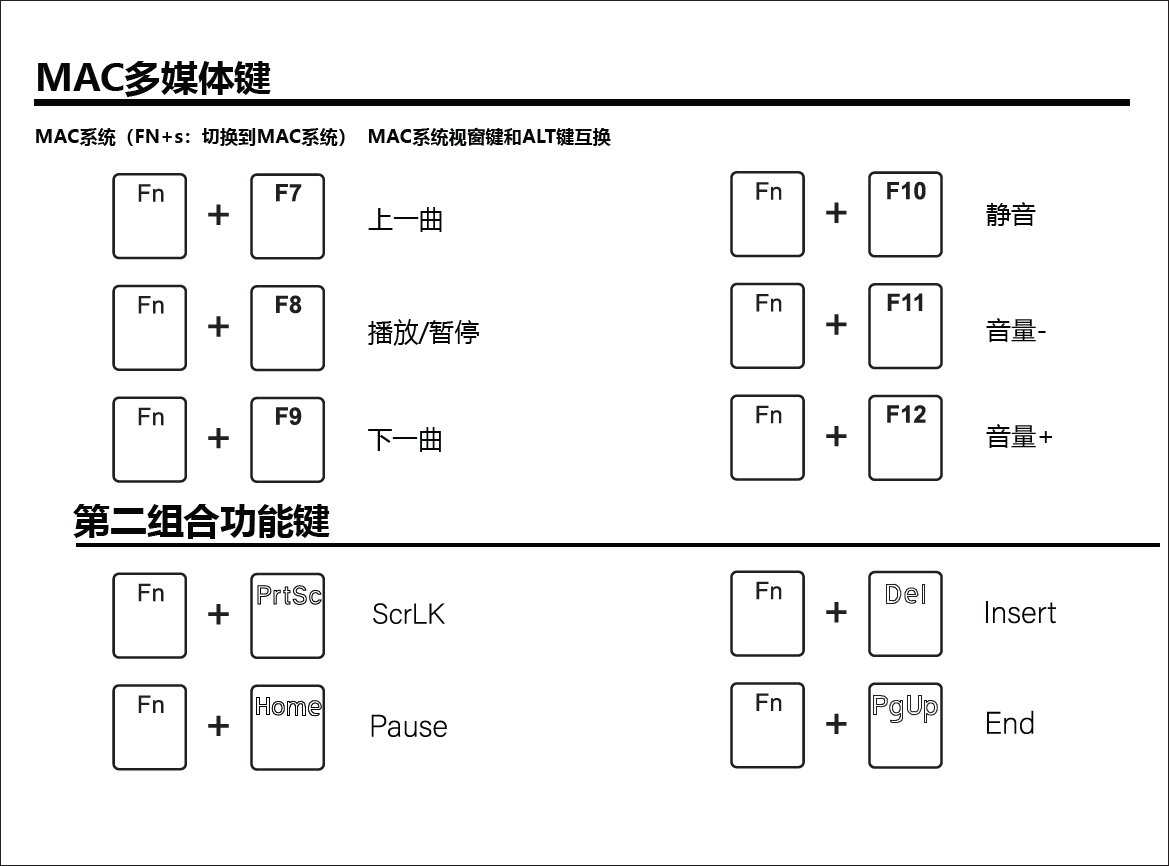 MAC多媒体键
MAC系统（FN+s：切换到MAC系统） MAC系统视窗键和ALT键互换
Fn + F7 上一曲 Fn + F10 静音
Fn + F8 播放/暂停 Fn + F11 音量-
Fn + F9 下一曲 Fn + F12 音量+
第二组合功能键
Fn + PrtSc ScrLK Fn + Del Insert
Fn + Home Pause Fn + PgUp End